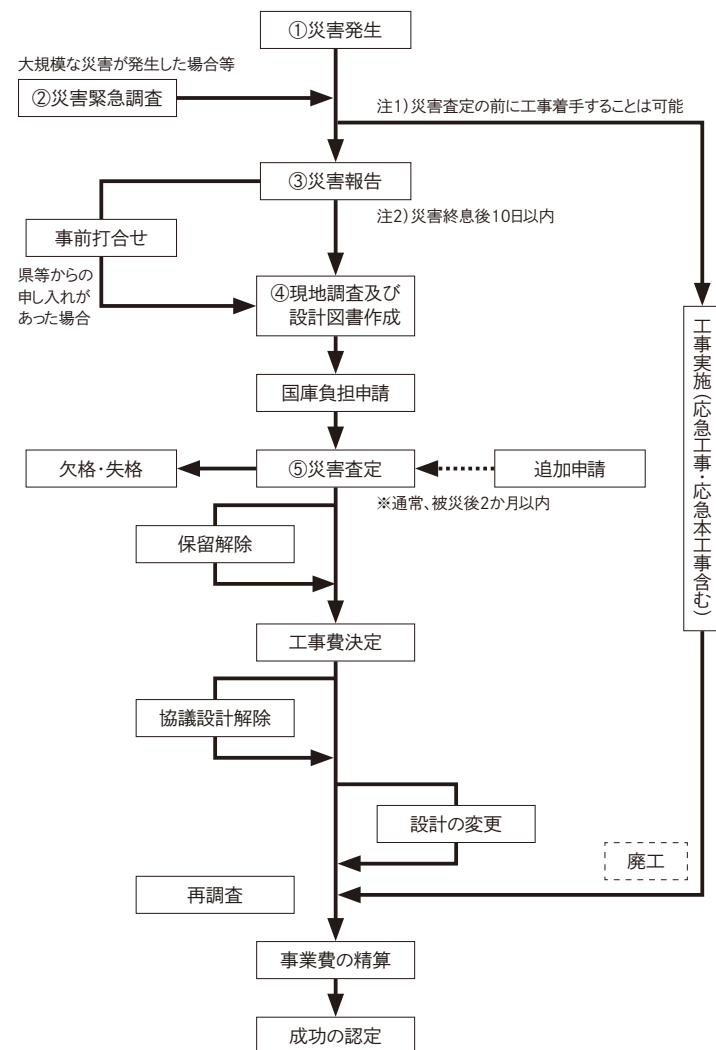 ①災害発生
大規模な災害が発生した場合等
②災害緊急調査
注1)災害査定の前に工事着手することは可能
③災害報告
注2)災害終息後10日以内
事前打合せ
県等からの
申し入れが
あった場合
④現地調査及び
設計図書作成
工事実施(応急工事・応急本工事含む)
国庫負担申請
欠格・失格
⑤災害査定
追加申請
※通常、被災後2か月以内
保留解除
工事費決定
協議設計解除
設計の変更
廃工
再調査
事業費の精算
成功の認定